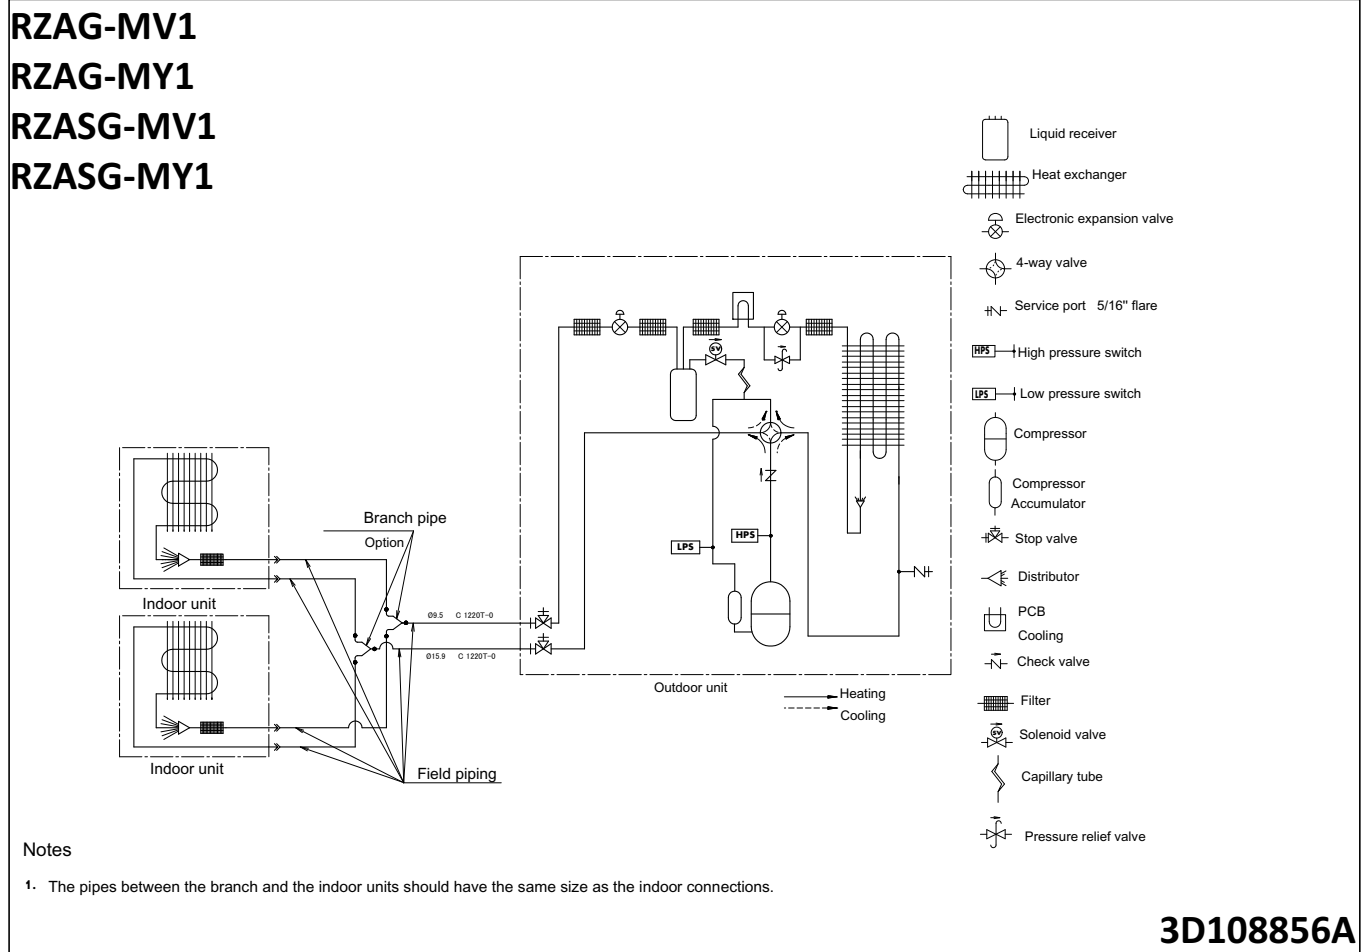 RZAG-MV1
RZAG-MY1
RZASG-MV1
RZASG-MY1
Liquid receiver
Heat exchanger
Electronic expansion valve
4-way valve
Service port 5/16" flare
HPS High pressure switch
LPS Low pressure switch
Compressor
Compressor
Accumulator
Stop valve
Distributor
PCB
Cooling
Check valve
Filter
SV Solenoid valve
Capillary tube
Pressure relief valve
SV
HPS
LPS
Branch pipe
Option
Indoor unit
Ø9.5 C 1220T-0
Ø15.9 C 1220T-0
Outdoor unit
Heating
Cooling
Indoor unit
Field piping
Notes
1. The pipes between the branch and the indoor units should have the same size as the indoor connections.
3D108856A